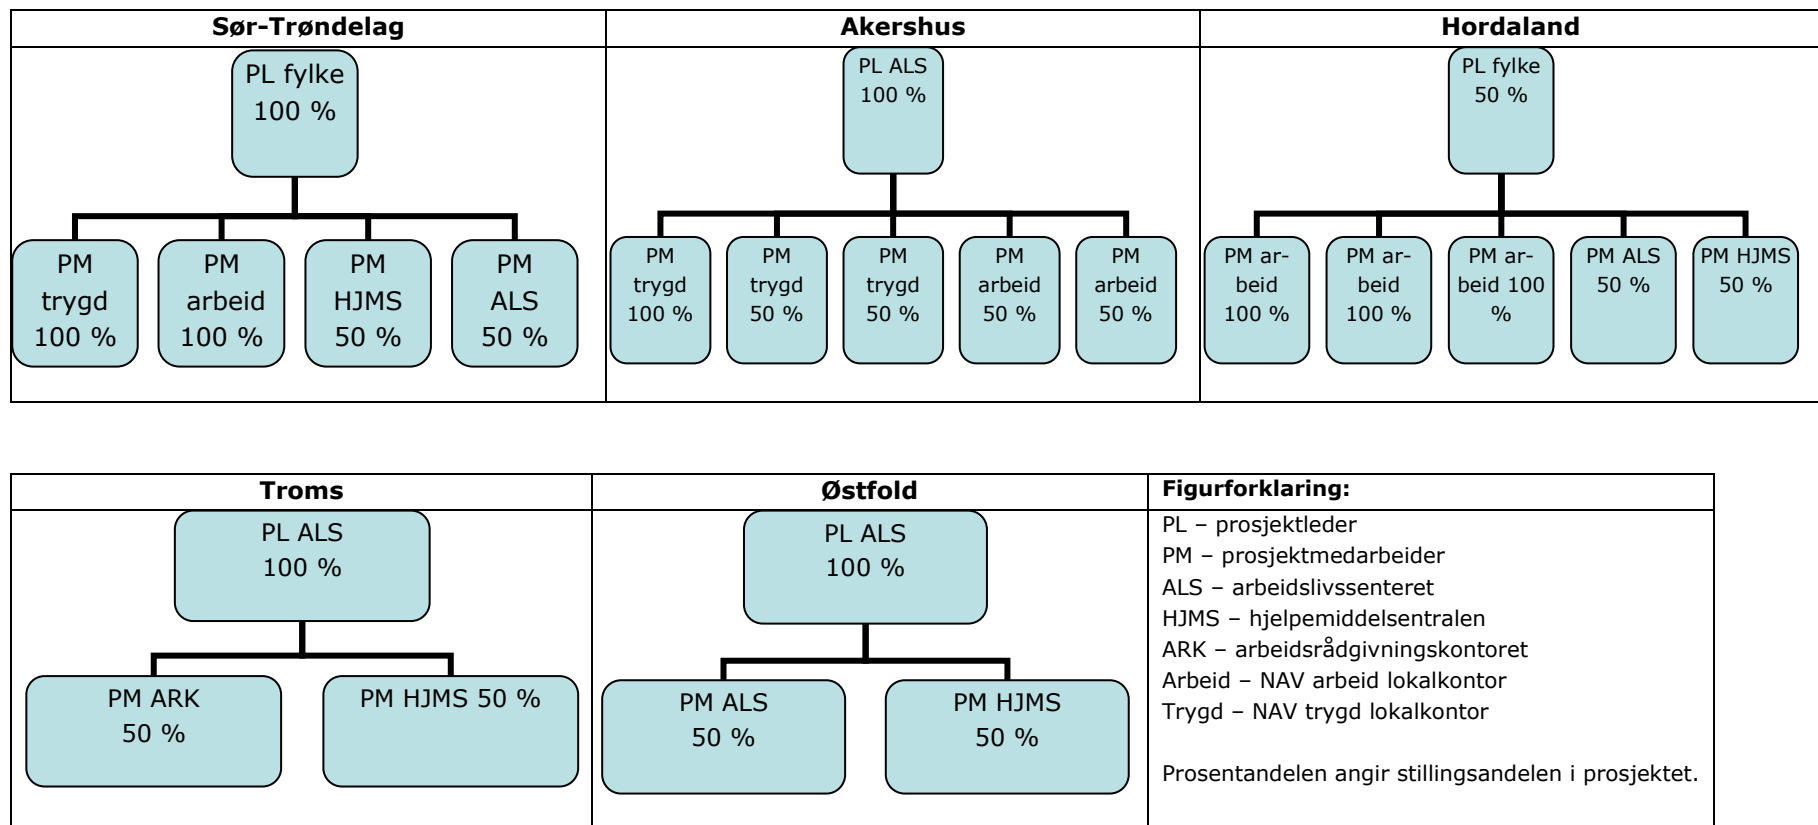 Sør-Trøndelag
PL fylke
100 %
PM
trygd
100 %
PM
arbeid
100 %
PM
HJMS
50 %
PM
ALS
50 %
Akershus
PL ALS
100 %
PM
trygd
100 %
PM
trygd
50 %
PM
trygd
50 %
PM
arbeid
50 %
PM
arbeid
50 %
Hordaland
PL fylke
50 %
PM ar-
beid
100 %
PM ar-
beid
100 %
PM ar-
beid 100
%
PM ALS
50 %
PM HJMS
50 %
Troms
PL ALS
100 %
PM ARK
50 %
PM HJMS 50 %
Østfold
PL ALS
100 %
PM ALS
50 %
PM HJMS
50 %
Figurforklaring:
PL – prosjektleder
PM – prosjektmedarbeider
ALS – arbeidslivssenteret
HJMS – hjelpemiddelsentralen
ARK – arbeidsrådgivningskontoret
Arbeid – NAV arbeid lokalkontor
Trygd – NAV trygd lokalkontor
Prosentandelen angir stillingsandelen i prosjektet.